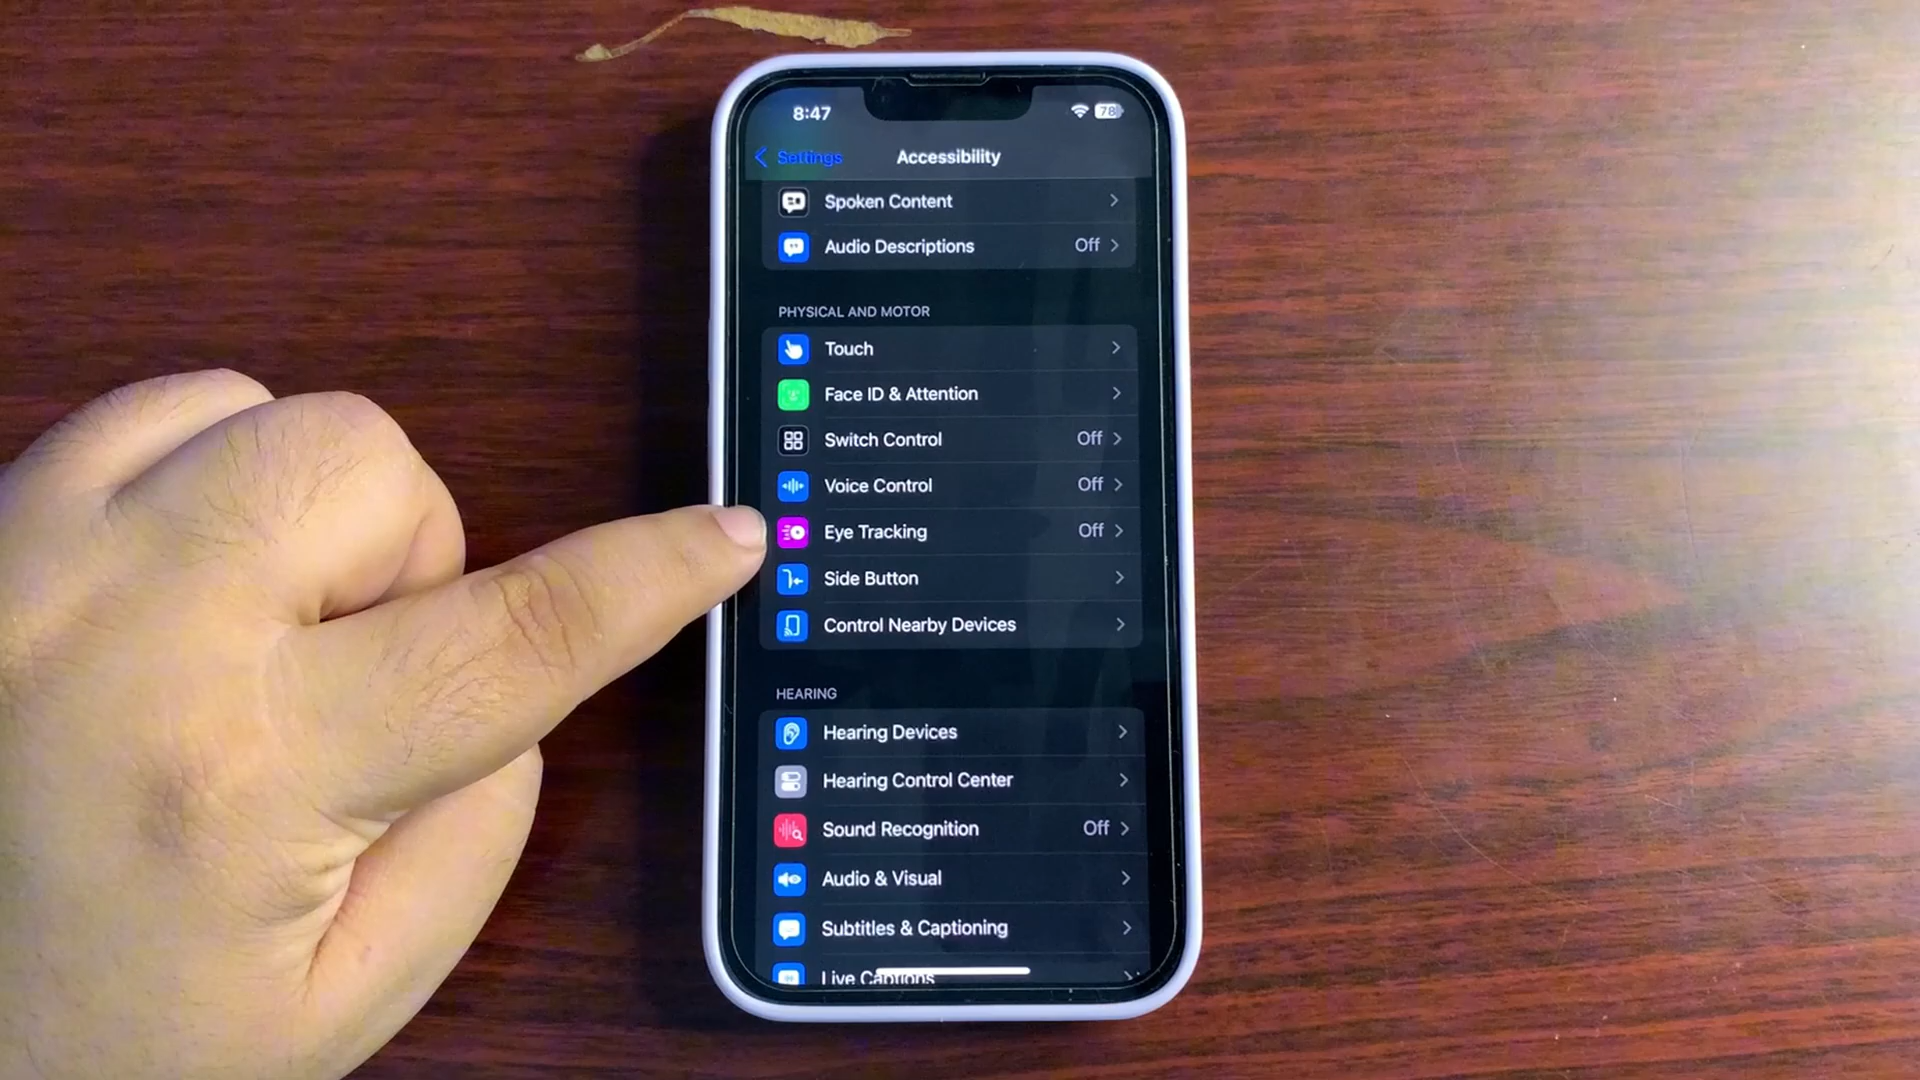 8:47
78
Settings
Accessibility
Spoken Content
Audio Descriptions Off
PHYSICAL AND MOTOR
Touch
Face ID & Attention
Switch Control Off
Voice Control Off
Eye Tracking Off
Side Button
Control Nearby Devices
HEARING
Hearing Devices
Hearing Control Center
Sound Recognition Off
Audio & Visual
Subtitles & Captioning
Live Captions